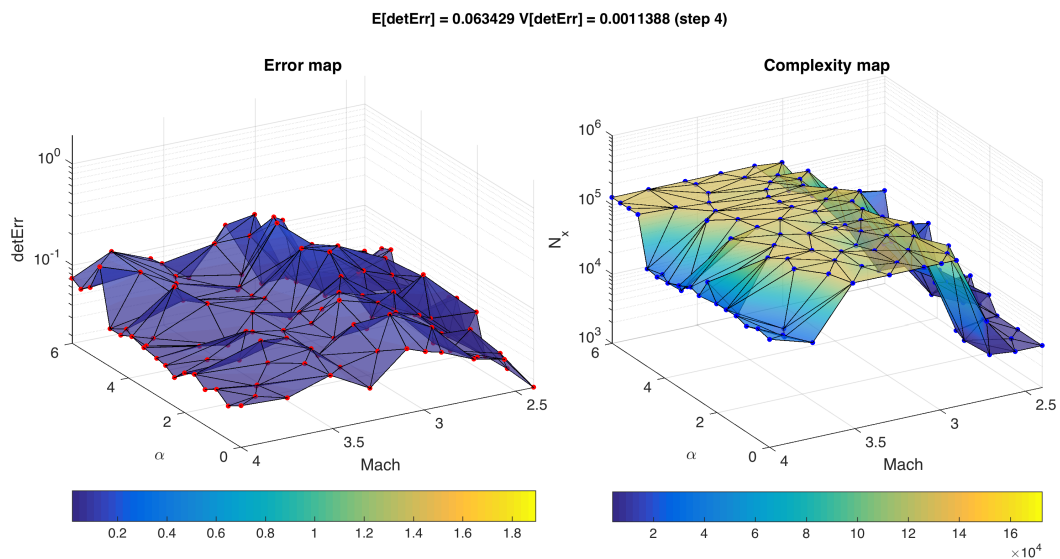 E[detErr] = 0.063429 V[detErr] = 0.0011388 (step 4)
Error map
Complexity map
10^0
10^-1
detErr
6
4
2
0
α
4
3.5
3
2.5
Mach
10^6
10^5
10^4
10^3
N_x
6
4
2
0
α
4
3.5
3
2.5
Mach
0.2 0.4 0.6 0.8 1 1.2 1.4 1.6 1.8
2 4 6 8 10 12 14 16
×10^4